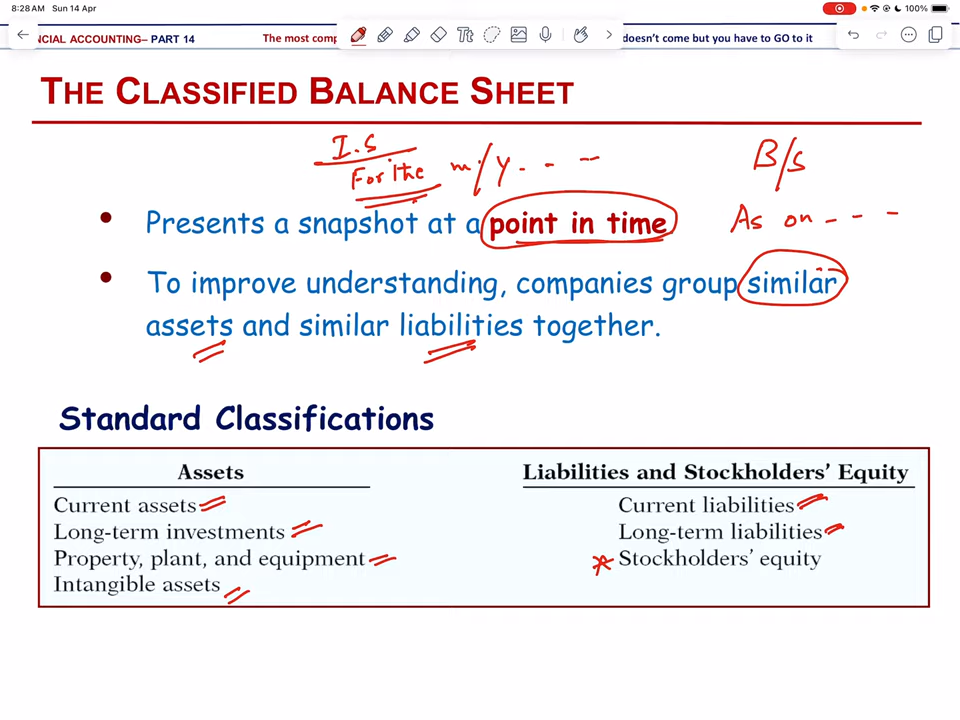 8:28AM Sun 14 Apr
100%
NCIAL ACCOUNTING– PART 14
The most comp
Tt
doesn't come but you have to GO to it
THE CLASSIFIED BALANCE SHEET
I.S
For the m/Y. - --
B/S
• Presents a snapshot at a point in time
As on - - -
• To improve understanding, companies group similar
assets and similar liabilities together.
Standard Classifications
Assets
Liabilities and Stockholders' Equity
Current assets
Current liabilities
Long-term investments
Long-term liabilities
Property, plant, and equipment
* Stockholders' equity
Intangible assets